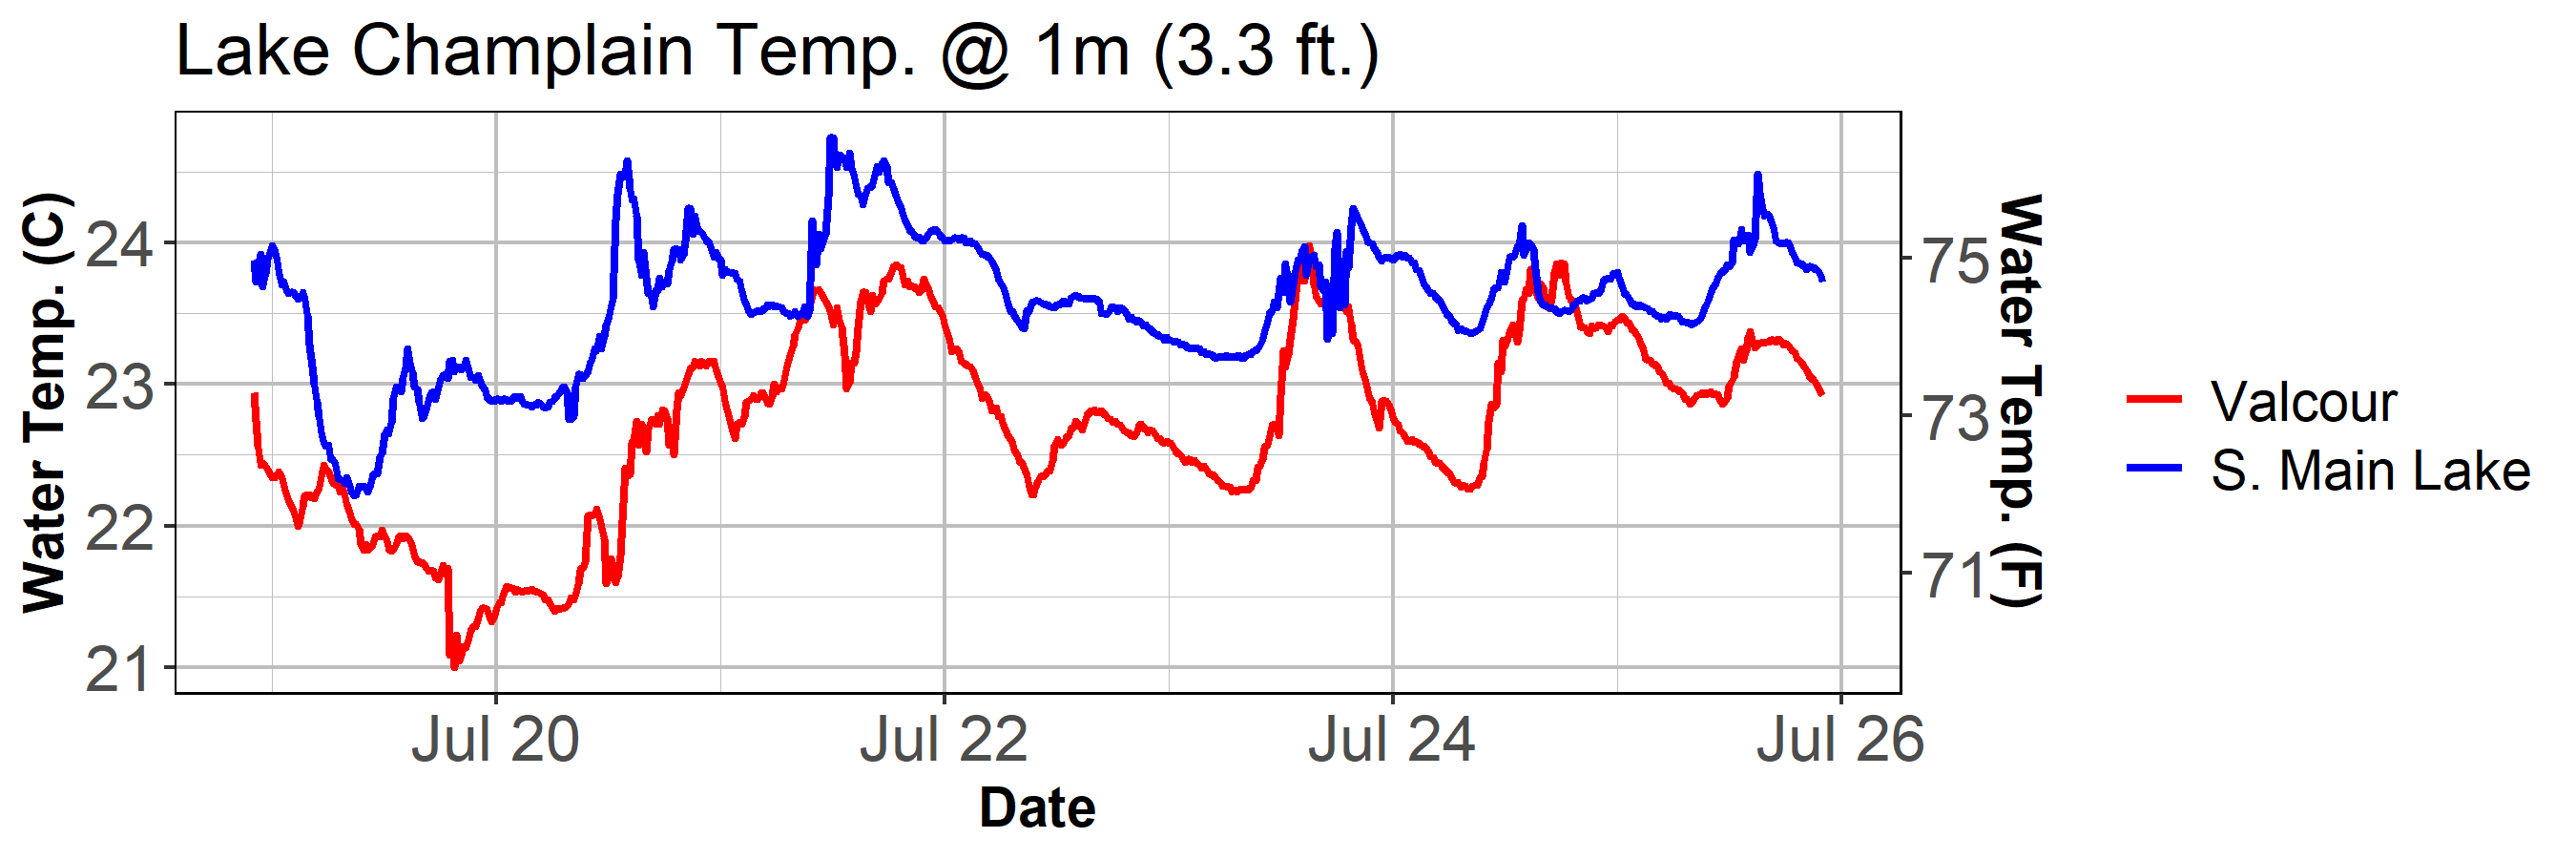 Lake Champlain Temp. @ 1m (3.3 ft.)
Water Temp. (C)
24
23
22
21
75
73
71
Water Temp. (F)
Jul 20
Jul 22
Jul 24
Jul 26
Date
Valcour
S. Main Lake